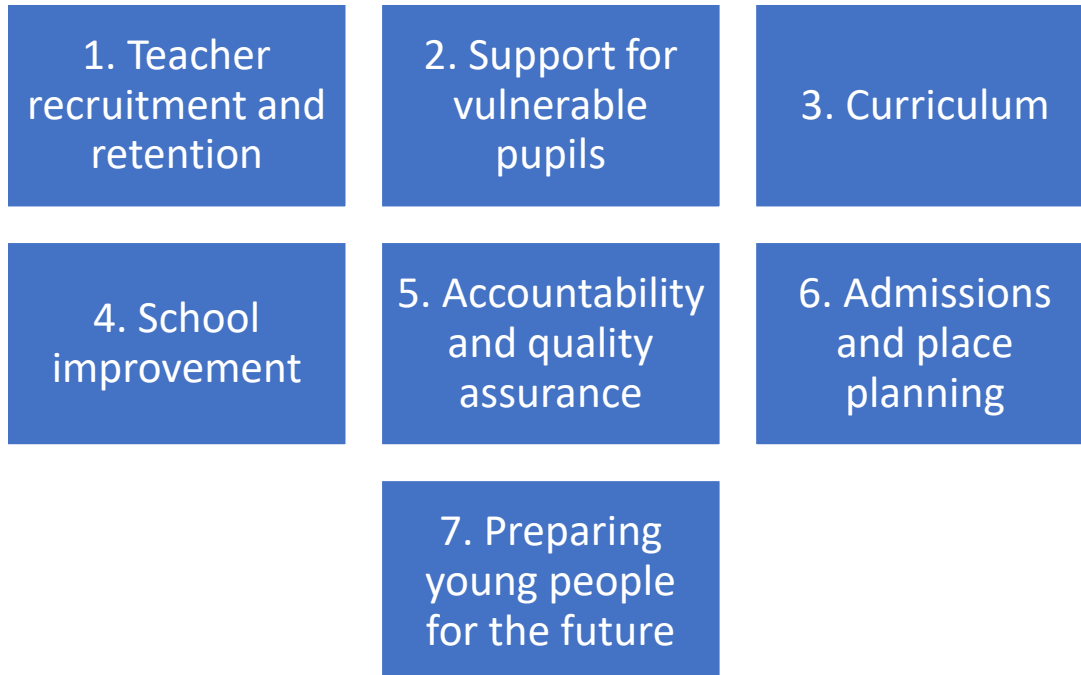 1. Teacher
recruitment and
retention
2. Support for
vulnerable
pupils
3. Curriculum
4. School
improvement
5. Accountability
and quality
assurance
6. Admissions
and place
planning
7. Preparing
young people
for the future